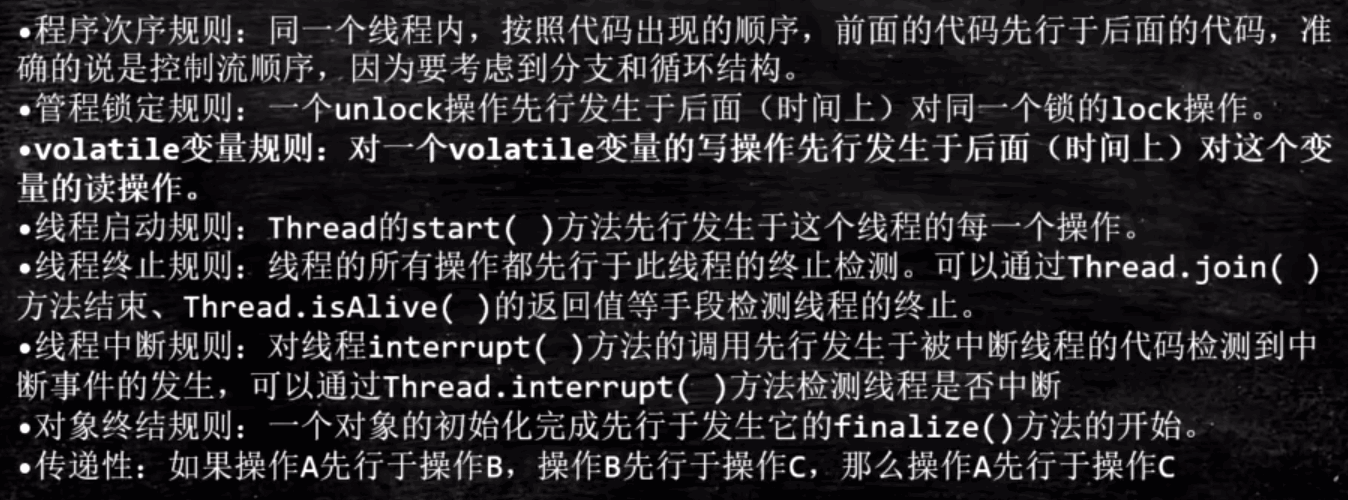 •程序次序规则：同一个线程内，按照代码出现的顺序，前面的代码先行于后面的代码，准
确的说是控制流顺序，因为要考虑到分支和循环结构。
•管程锁定规则：一个unlock操作先行发生于后面（时间上）对同一个锁的lock操作。
•volatile变量规则：对一个volatile变量的写操作先行发生于后面（时间上）对这个变
量的读操作。
•线程启动规则：Thread的start( )方法先行发生于这个线程的每一个操作。
•线程终止规则：线程的所有操作都先行于此线程的终止检测。可以通过Thread.join( )
方法结束、Thread.isAlive( )的返回值等手段检测线程的终止。
•线程中断规则：对线程interrupt( )方法的调用先行发生于被中断线程的代码检测到中
断事件的发生，可以通过Thread.interrupt( )方法检测线程是否中断
•对象终结规则：一个对象的初始化完成先行于发生它的finalize()方法的开始。
•传递性：如果操作A先行于操作B，操作B先行于操作C，那么操作A先行于操作C